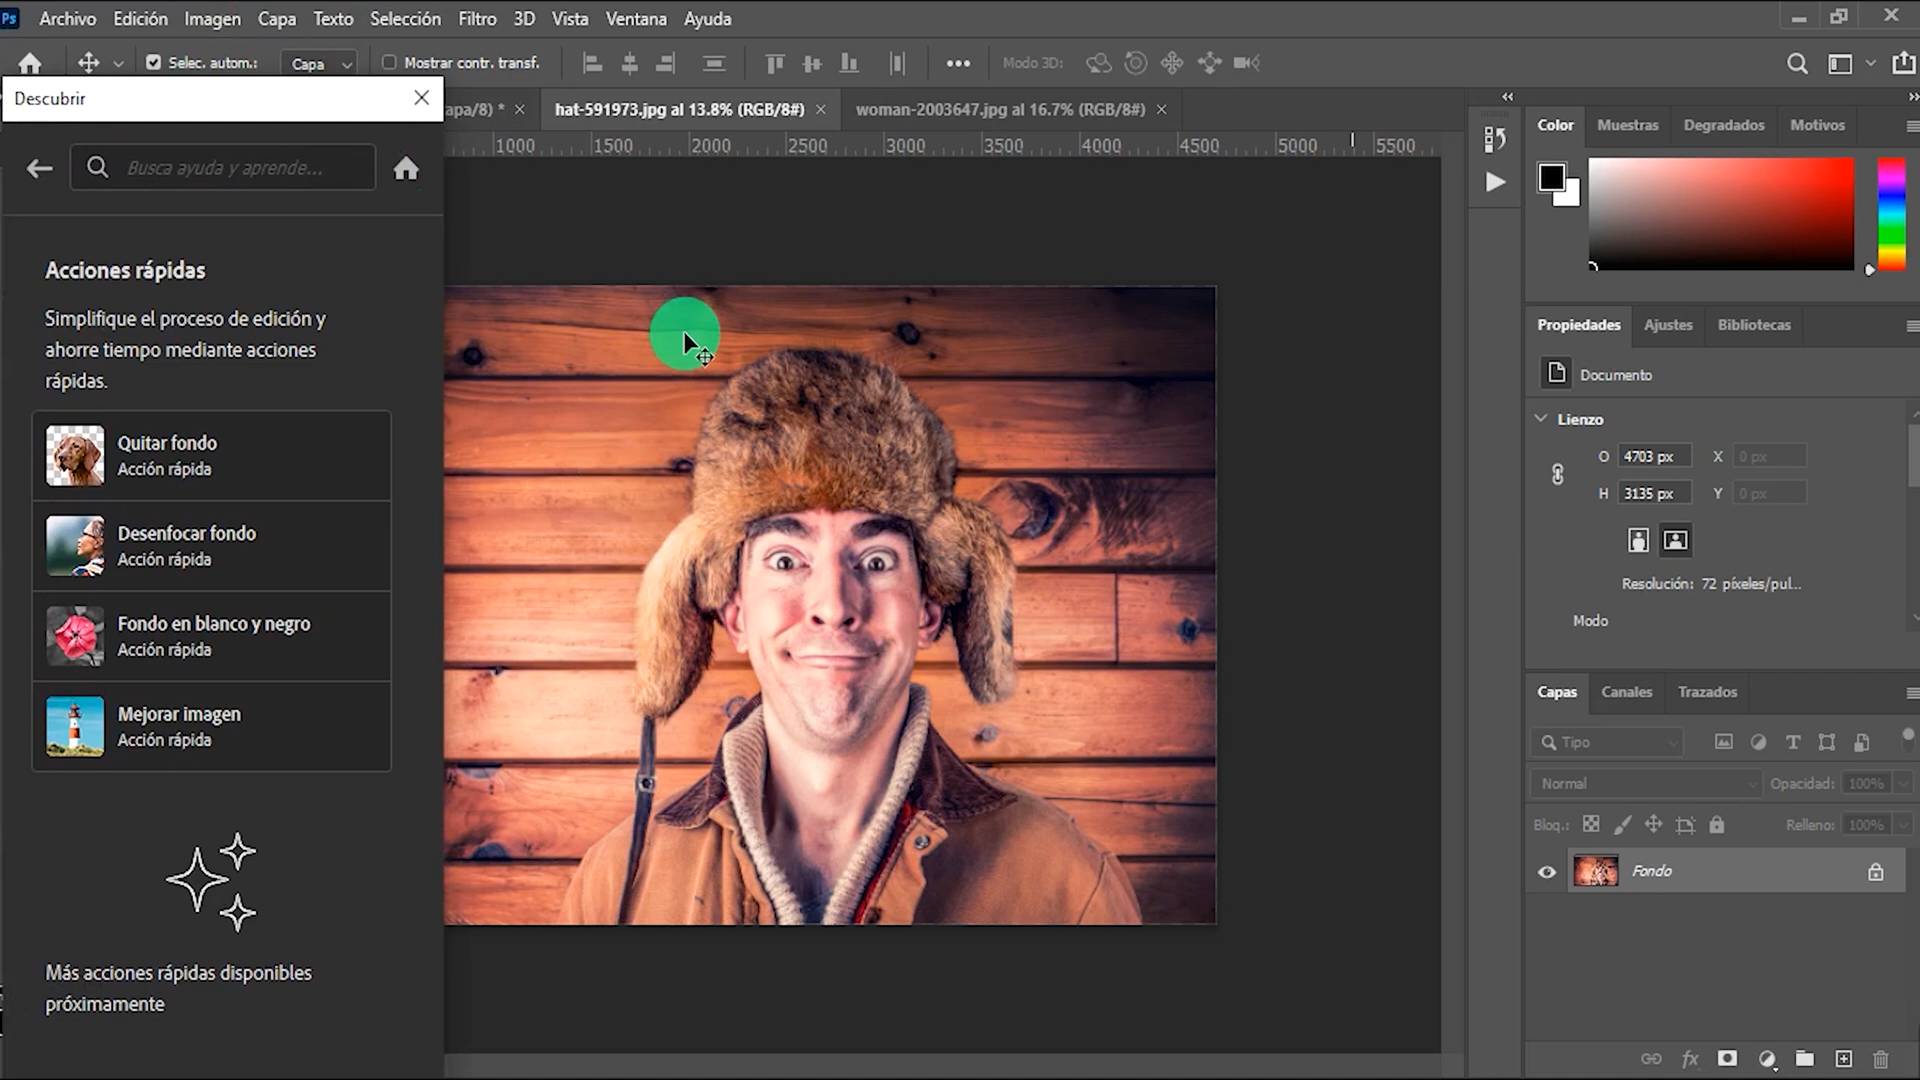 Ps Archivo Edición Imagen Capa Texto Selección Filtro 3D Vista Ventana Ayuda
Selec. autom.: Capa Mostrar contr. transf. Modo 3D:
Descubrir
apa/8) * hat-591973.jpg al 13.8% (RGB/8#) woman-2003647.jpg al 16.7% (RGB/8#)
1000 1500 2000 2500 3000 3500 4000 4500 5000 5500
Busca ayuda y aprende...
Acciones rápidas
Simplifique el proceso de edición y
ahorre tiempo mediante acciones
rápidas.
Quitar fondo
Acción rápida
Desenfocar fondo
Acción rápida
Fondo en blanco y negro
Acción rápida
Mejorar imagen
Acción rápida
Más acciones rápidas disponibles
próximamente
Color Muestras Degradados Motivos
Propiedades Ajustes Bibliotecas
Documento
Lienzo
O 4703 px X 0 px
H 3135 px Y 0 px
Resolución: 72 píxeles/pul...
Modo
Capas Canales Trazados
Tipo
Normal Opacidad: 100%
Bloq.: Relleno: 100%
Fondo
fx